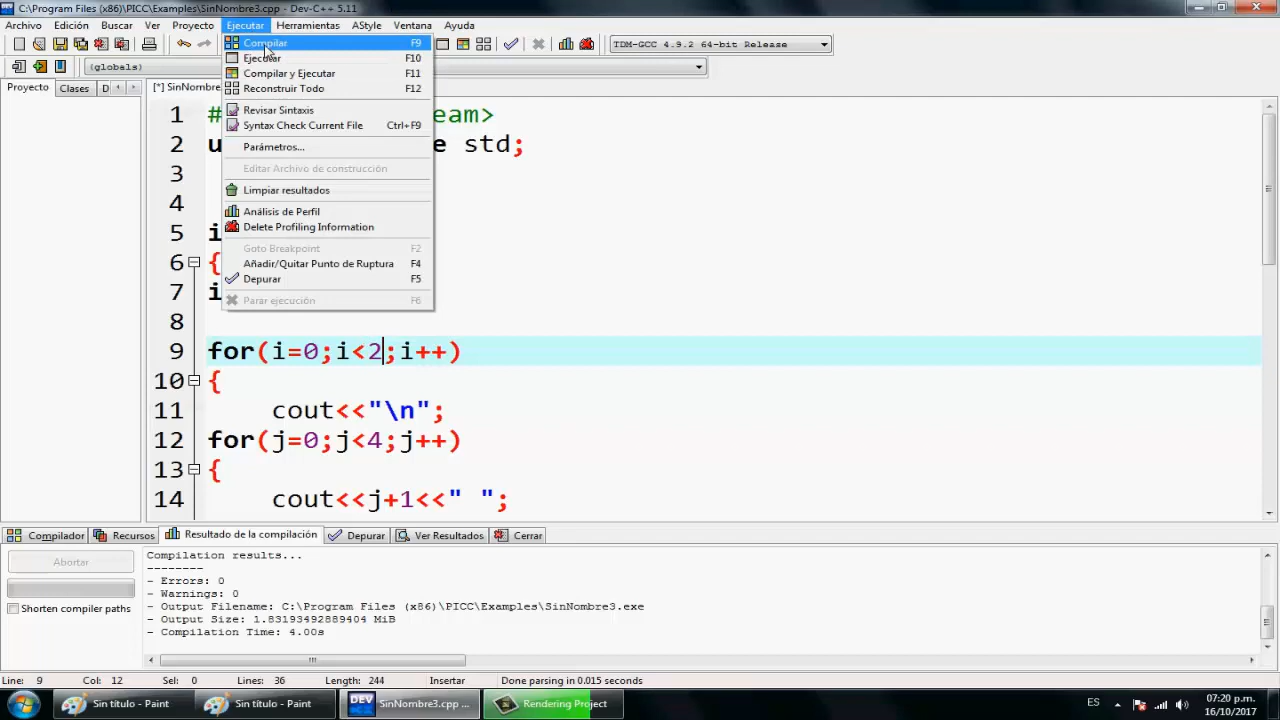 C:\Program Files (x86)\PICC\Examples\SinNombre3.cpp - Dev-C++ 5.11
Archivo Edición Buscar Ver Proyecto Ejecutar Herramientas AStyle Ventana Ayuda
TDM-GCC 4.9.2 64-bit Release
(globals)
Proyecto Clases D
[*] SinNombre
Compilar F9
Ejecutar F10
Compilar y Ejecutar F11
Reconstruir Todo F12
Revisar Sintaxis
Syntax Check Current File Ctrl+F9
Parámetros...
Editar Archivo de construcción
Limpiar resultados
Análisis de Perfil
Delete Profiling Information
Goto Breakpoint F2
Añadir/Quitar Punto de Ruptura F4
Depurar F5
Parar ejecución F6
1 # eam>
2 u e std;
3
4
5 i
6 {
7 i
8
9 for(i=0;i<2;i++)
10 {
11 cout<<"\n";
12 for(j=0;j<4;j++)
13 {
14 cout<<j+1<<" ";
Compilador Recursos Resultado de la compilación Depurar Ver Resultados Cerrar
Abortar
Shorten compiler paths
Compilation results...
--------
- Errors: 0
- Warnings: 0
- Output Filename: C:\Program Files (x86)\PICC\Examples\SinNombre3.exe
- Output Size: 1.83193492889404 MiB
- Compilation Time: 4.00s
Line: 9 Col: 12 Sel: 0 Lines: 36 Length: 244 Insertar Done parsing in 0.015 seconds
Sin título - Paint Sin título - Paint DEV SinNombre3.cpp - ... Rendering Project ES 07:20 p.m.
16/10/2017